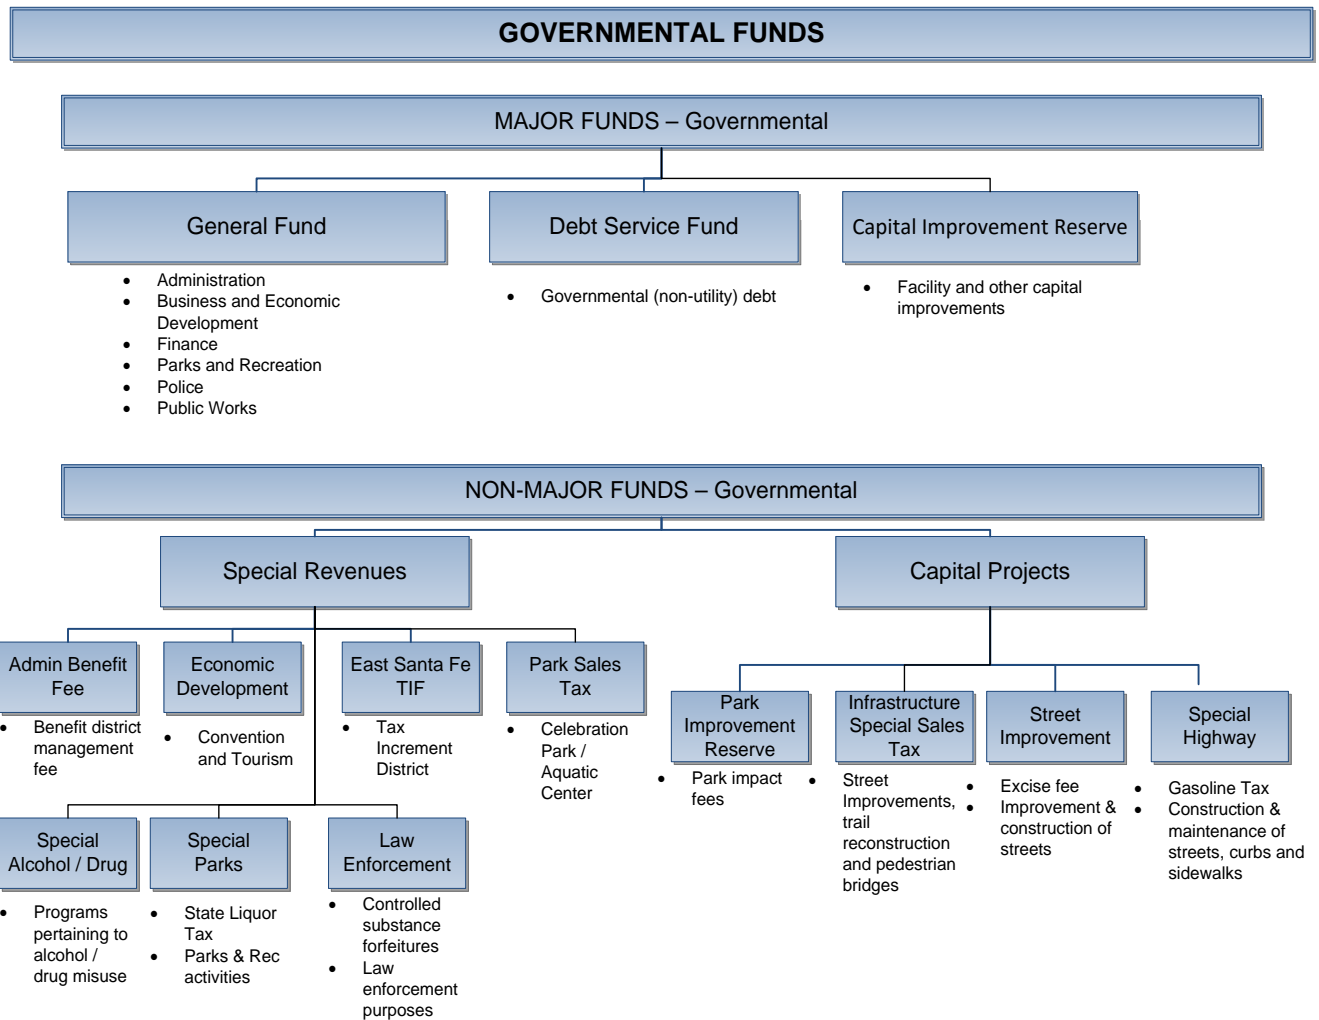 GOVERNMENTAL FUNDS
MAJOR FUNDS – Governmental
General Fund
• Administration
• Business and Economic
Development
• Finance
• Parks and Recreation
• Police
• Public Works
Debt Service Fund
• Governmental (non-utility) debt
Capital Improvement Reserve
• Facility and other capital
improvements
NON-MAJOR FUNDS – Governmental
Special Revenues
Admin Benefit
Fee
• Benefit district
management
fee
Economic
Development
• Convention
and Tourism
East Santa Fe
TIF
• Tax
Increment
District
Park Sales
Tax
• Celebration
Park /
Aquatic
Center
Special
Alcohol / Drug
• Programs
pertaining to
alcohol /
drug misuse
Special
Parks
• State Liquor
Tax
• Parks & Rec
activities
Law
Enforcement
• Controlled
substance
forfeitures
• Law
enforcement
purposes
Capital Projects
Park
Improvement
Reserve
• Park impact
fees
Infrastructure
Special Sales
Tax
• Street
Improvements,
trail
reconstruction
and pedestrian
bridges
Street
Improvement
• Excise fee
• Improvement &
construction of
streets
Special
Highway
• Gasoline Tax
• Construction &
maintenance of
streets, curbs and
sidewalks